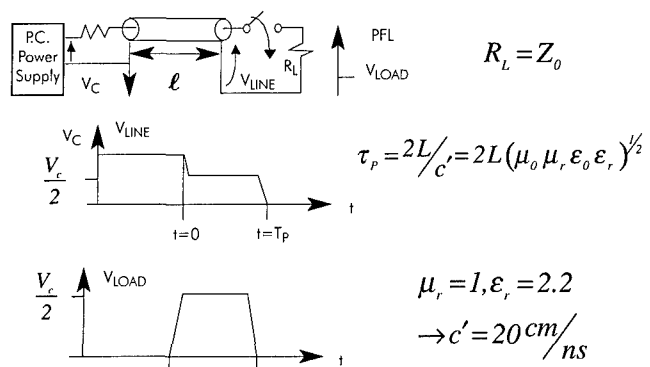 P.C.
Power
Supply
V_C
ℓ
V_LINE
R_L
PFL
V_LOAD
R_L = Z_0
V_C
V_LINE
V_c/2
t
t=0
t=T_P
τ_P = 2L/c' = 2L(μ_0 μ_r ε_0 ε_r)^½
V_c/2
V_LOAD
t
μ_r = 1, ε_r = 2.2
→ c' = 20 cm/ns